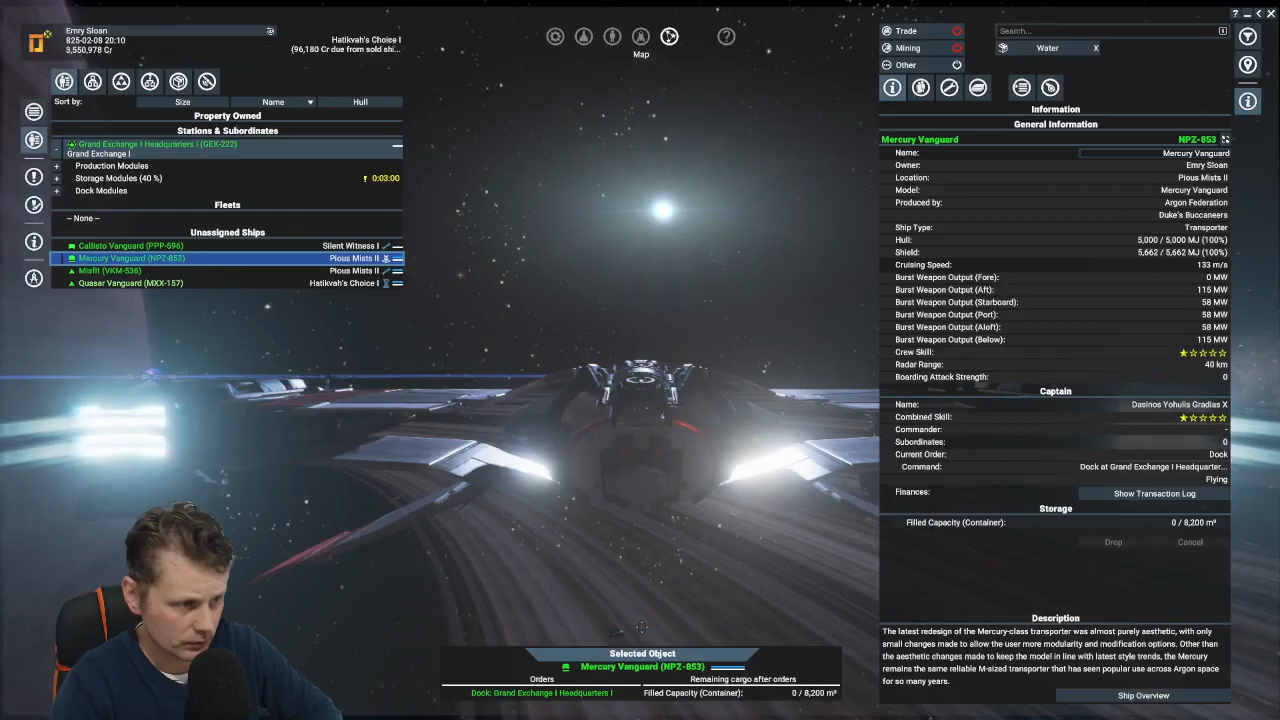 Emry Sloan
825-02-08 20:10
3,550,978 Cr
Hatikvah's Choice I
(96,180 Cr due from sold shi...
Map
Sort by:
Size
Name
Hull
Property Owned
Stations & Subordinates
- Grand Exchange I Headquarters I (GEX-222)
Grand Exchange I
+ Production Modules
+ Storage Modules (40 %)
! 0:03:00
+ Dock Modules
Fleets
-- None --
Unassigned Ships
Callisto Vanguard (PPP-596)
Silent Witness I
Mercury Vanguard (NPZ-853)
Pious Mists II
Misfit (VKM-536)
Pious Mists II
Quasar Vanguard (MXX-157)
Hatikvah's Choice I
Trade
Mining
Other
Search...
Water
X
Information
General Information
Mercury Vanguard
NPZ-853
Name:
Mercury Vanguard
Owner:
Emry Sloan
Location:
Pious Mists II
Model:
Mercury Vanguard
Produced by:
Argon Federation
Duke's Buccaneers
Ship Type:
Transporter
Hull:
5,000 / 5,000 MJ (100%)
Shield:
5,662 / 5,662 MJ (100%)
Cruising Speed:
133 m/s
Burst Weapon Output (Fore):
0 MW
Burst Weapon Output (Aft):
115 MW
Burst Weapon Output (Starboard):
58 MW
Burst Weapon Output (Port):
58 MW
Burst Weapon Output (Aloft):
58 MW
Burst Weapon Output (Below):
115 MW
Crew Skill:
★☆☆☆☆
Radar Range:
40 km
Boarding Attack Strength:
0
Captain
Name:
Dasinos Yohulis Gradias X
Combined Skill:
★☆☆☆☆
Commander:
-
Subordinates:
0
Current Order:
Dock
Command:
Dock at Grand Exchange I Headquarter...
Flying
Finances:
Show Transaction Log
Storage
Filled Capacity (Container):
0 / 8,200 m³
Drop
Cancel
Description
The latest redesign of the Mercury-class transporter was almost purely aesthetic, with only
small changes made to allow the user more modularity and modification options. Other than
the aesthetic changes made to keep the model in line with latest style trends, the Mercury
remains the same reliable M-sized transporter that has seen popular use across Argon space
for so many years.
Ship Overview
Selected Object
Mercury Vanguard (NPZ-853)
Orders
Remaining cargo after orders
Dock: Grand Exchange I Headquarters I
Filled Capacity (Container):
0 / 8,200 m³